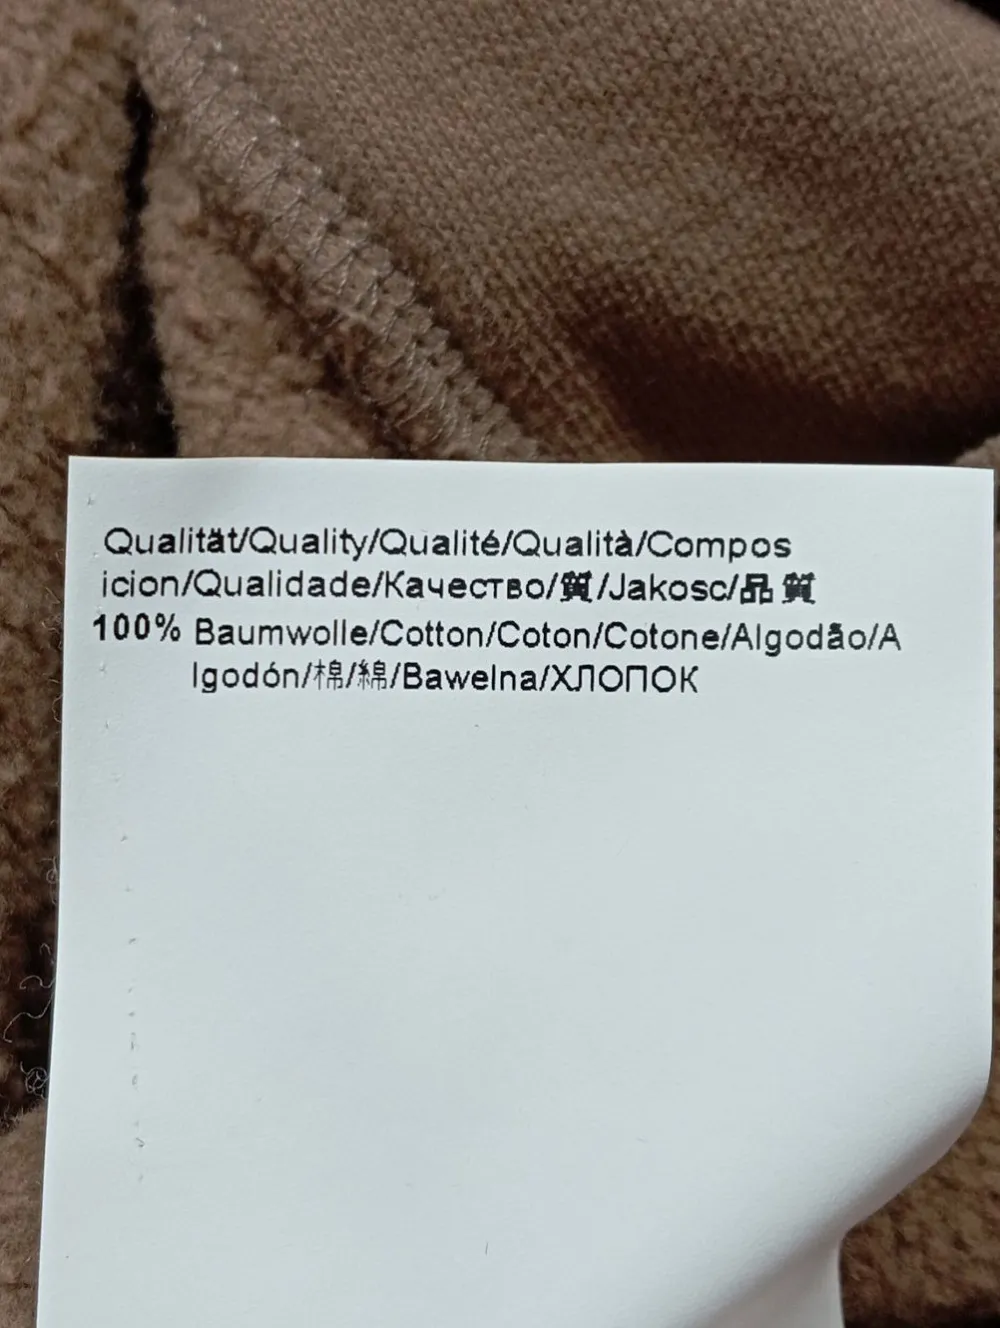 Qualität/Quality/Qualité/Qualità/Compos
icion/Qualidade/Качество/質/Jakosc/品質
100% Baumwolle/Cotton/Coton/Cotone/Algodão/A
lgodón/棉/綿/Bawelna/ХЛОПОК